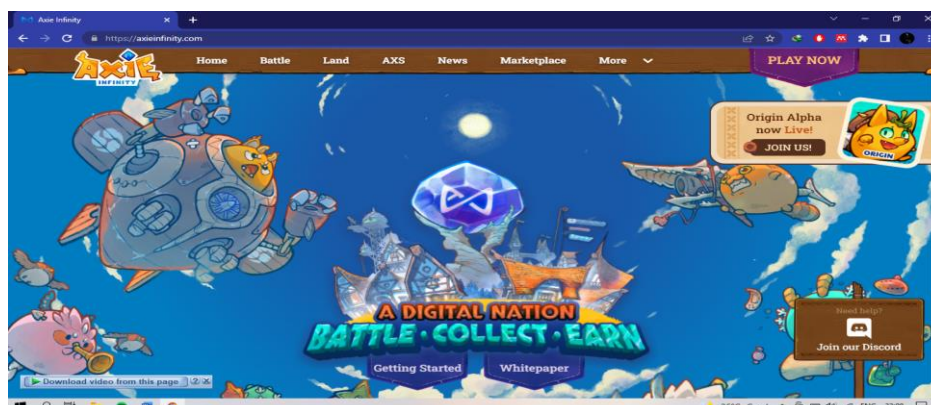 Axie Infinity
https://axieinfinity.com
AXIE
INFINITY
Home Battle Land AXS News Marketplace More
PLAY NOW
Origin Alpha
now Live!
JOIN US!
ORIGIN
A DIGITAL NATION
BATTLE · COLLECT · EARN
Getting Started Whitepaper
Need help?
Join our Discord
Download video from this page